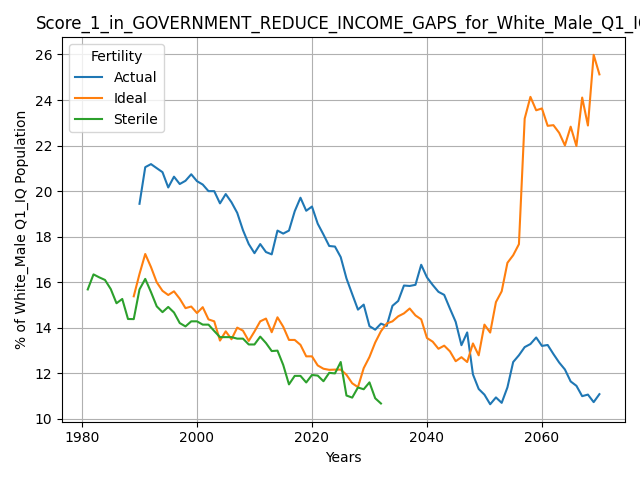 Score_1_in_GOVERNMENT_REDUCE_INCOME_GAPS_for_White_Male_Q1_IQ
Fertility
Actual
Ideal
Sterile
% of White_Male Q1_IQ Population
26
24
22
20
18
16
14
12
10
1980
2000
2020
2040
2060
Years